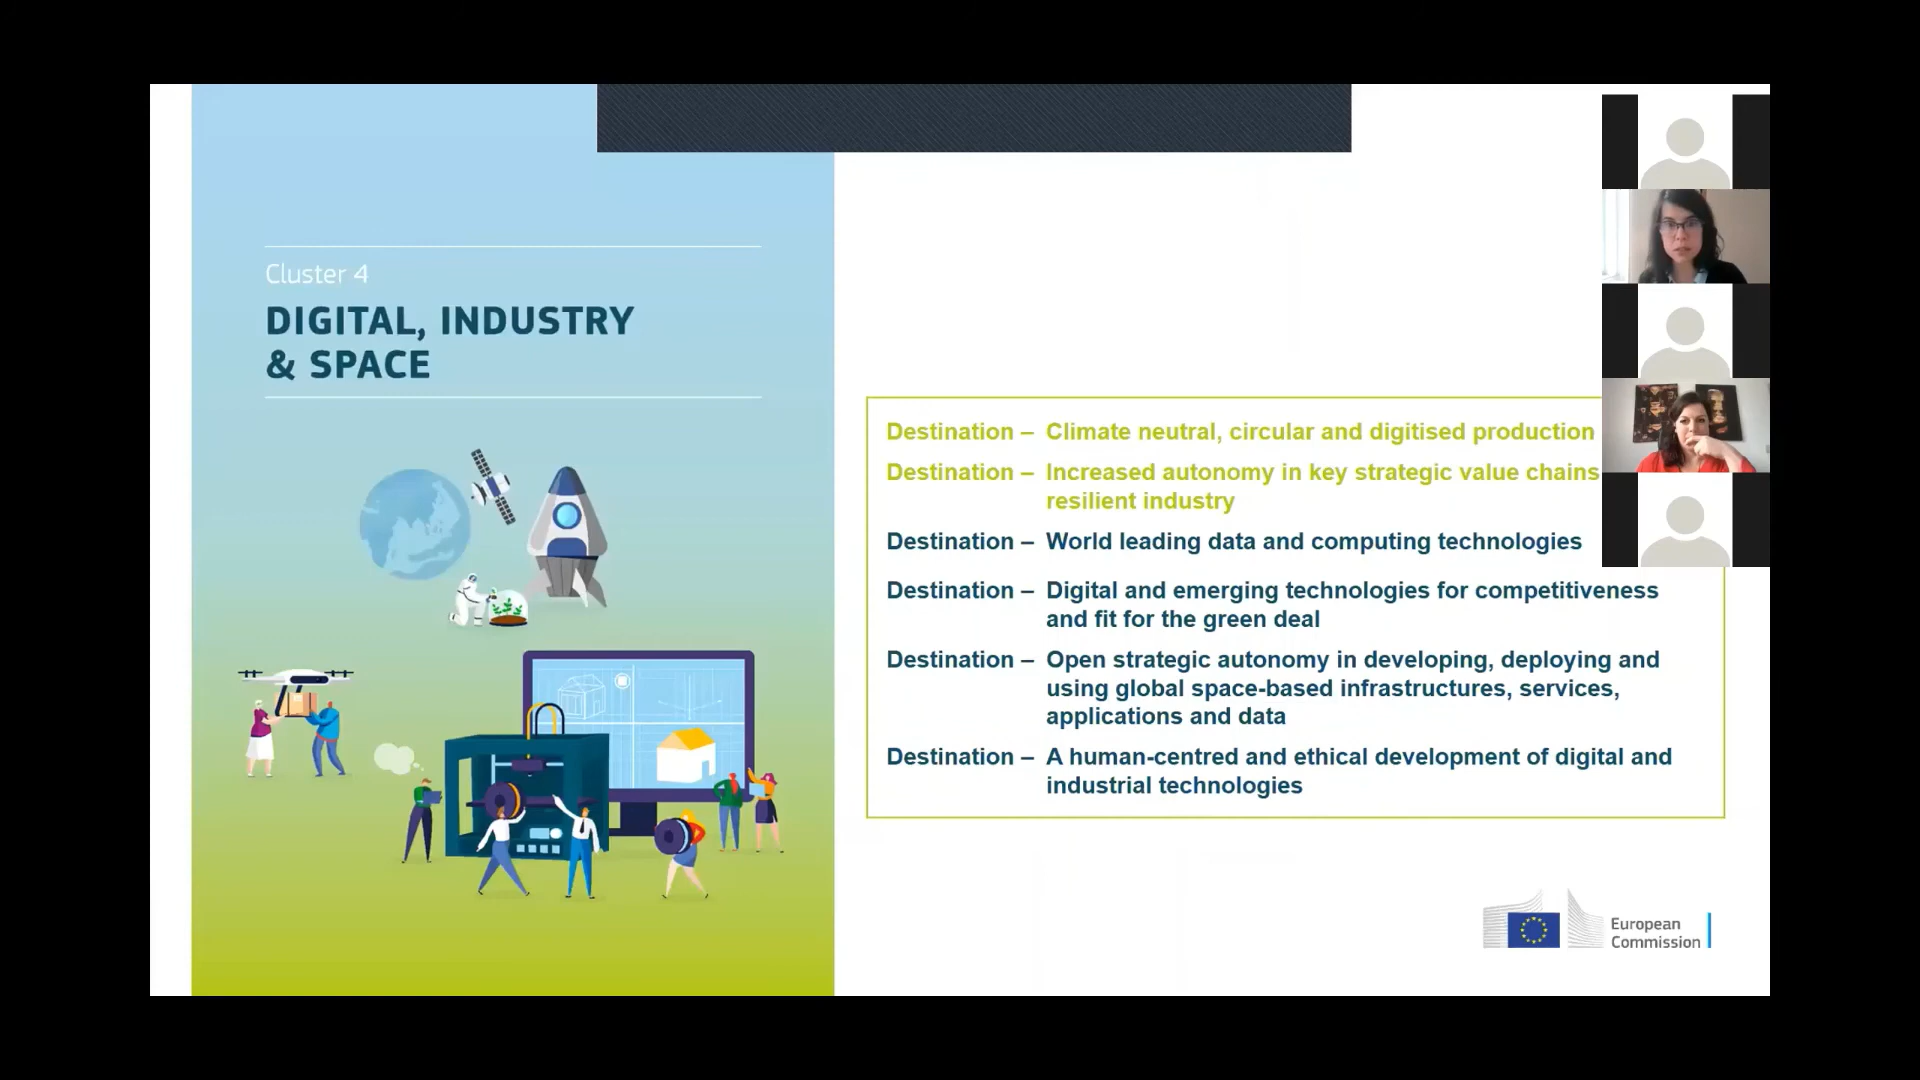 Cluster 4
DIGITAL, INDUSTRY
& SPACE
Destination – Climate neutral, circular and digitised production
Destination – Increased autonomy in key strategic value chains
resilient industry
Destination – World leading data and computing technologies
Destination – Digital and emerging technologies for competitiveness
and fit for the green deal
Destination – Open strategic autonomy in developing, deploying and
using global space-based infrastructures, services,
applications and data
Destination – A human-centred and ethical development of digital and
industrial technologies
European
Commission